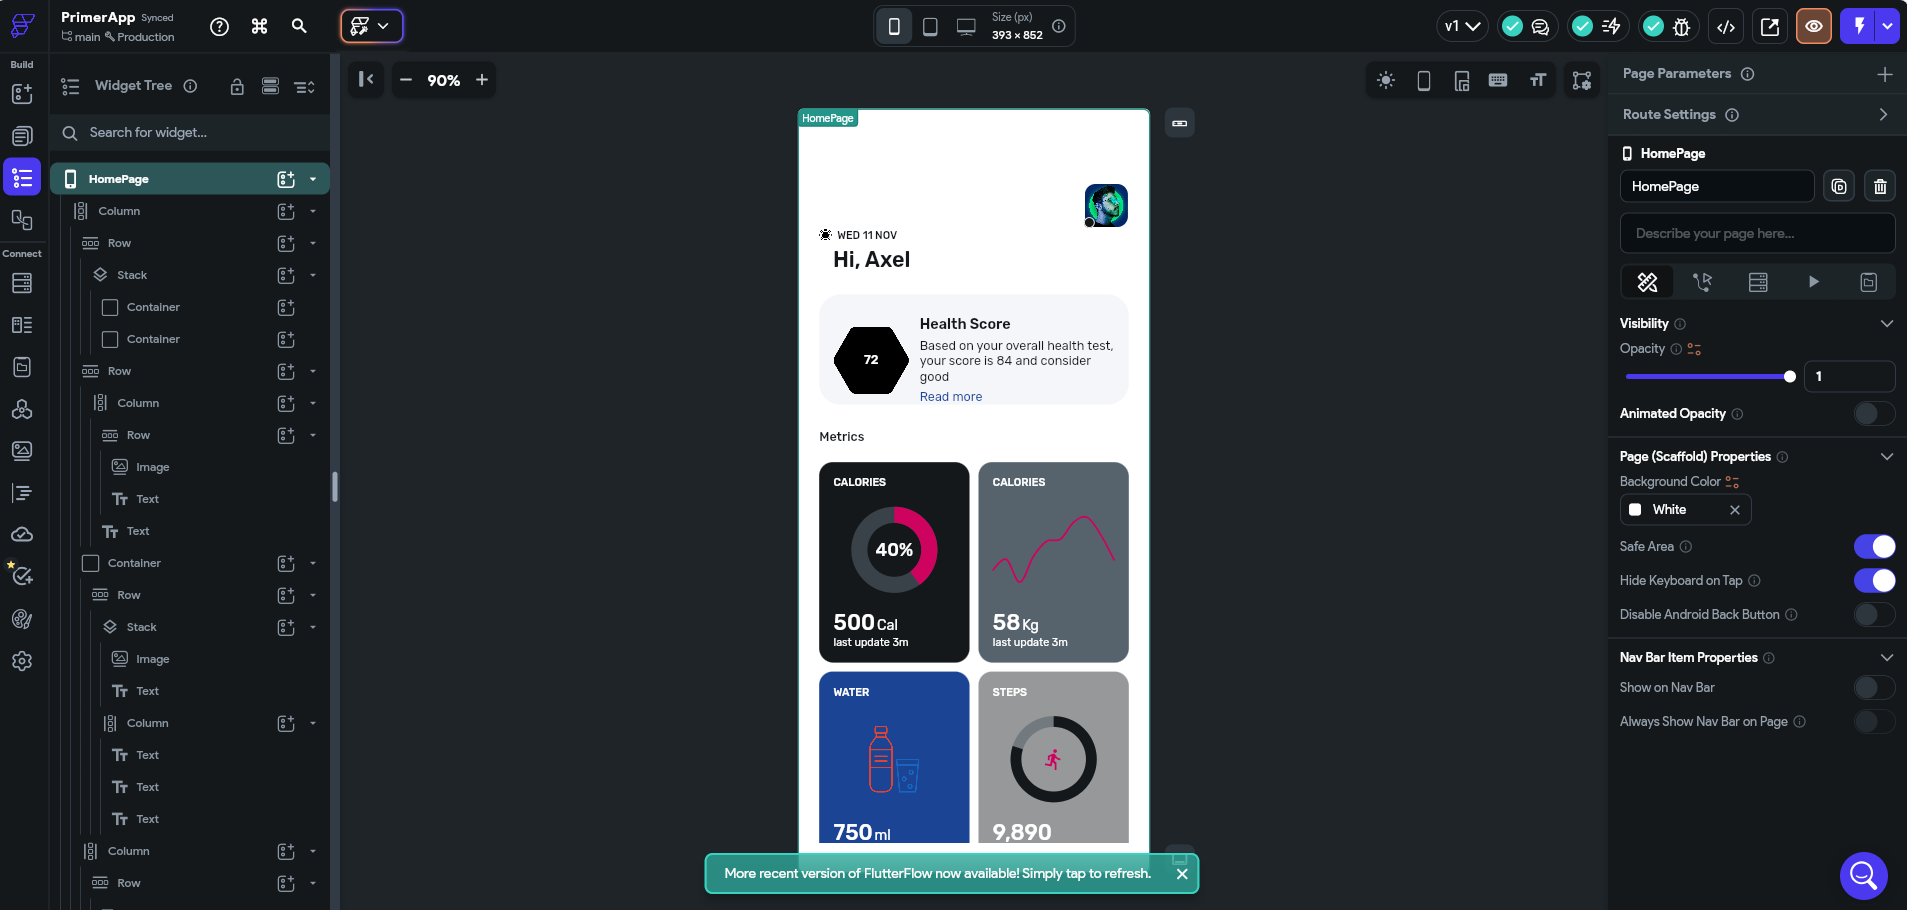 PrimerApp Synced
main Production
Size (px)
393 × 852
v1
Build
Connect
Widget Tree
Search for widget...
HomePage
Column
Row
Stack
Container
Container
Row
Column
Row
Image
Text
Text
Container
Row
Stack
Image
Text
Column
Text
Text
Text
Column
Row
90%
HomePage
WED 11 NOV
Hi, Axel
72
Health Score
Based on your overall health test,
your score is 84 and consider
good
Read more
Metrics
CALORIES
40%
500 Cal
last update 3m
CALORIES
58 Kg
last update 3m
WATER
750 ml
STEPS
9,890
More recent version of FlutterFlow now available! Simply tap to refresh.
Page Parameters
Route Settings
HomePage
HomePage
Describe your page here...
Visibility
Opacity
1
Animated Opacity
Page (Scaffold) Properties
Background Color
White
Safe Area
Hide Keyboard on Tap
Disable Android Back Button
Nav Bar Item Properties
Show on Nav Bar
Always Show Nav Bar on Page